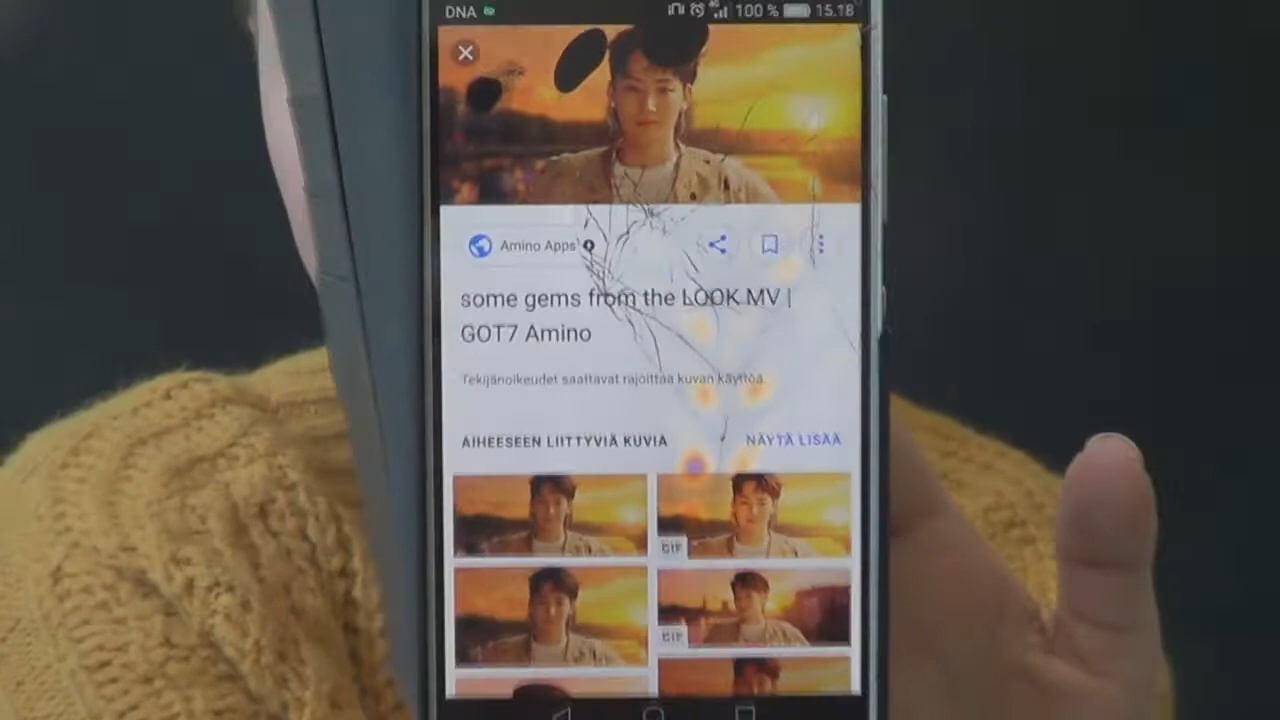 DNA 4G 100 % 15.18
Amino Apps
some gems from the LOOK MV |
GOT7 Amino
Tekijänoikeudet saattavat rajoittaa kuvan käyttöä.
AIHEESEEN LIITTYVIÄ KUVIA NÄYTÄ LISÄÄ
GIF
GIF